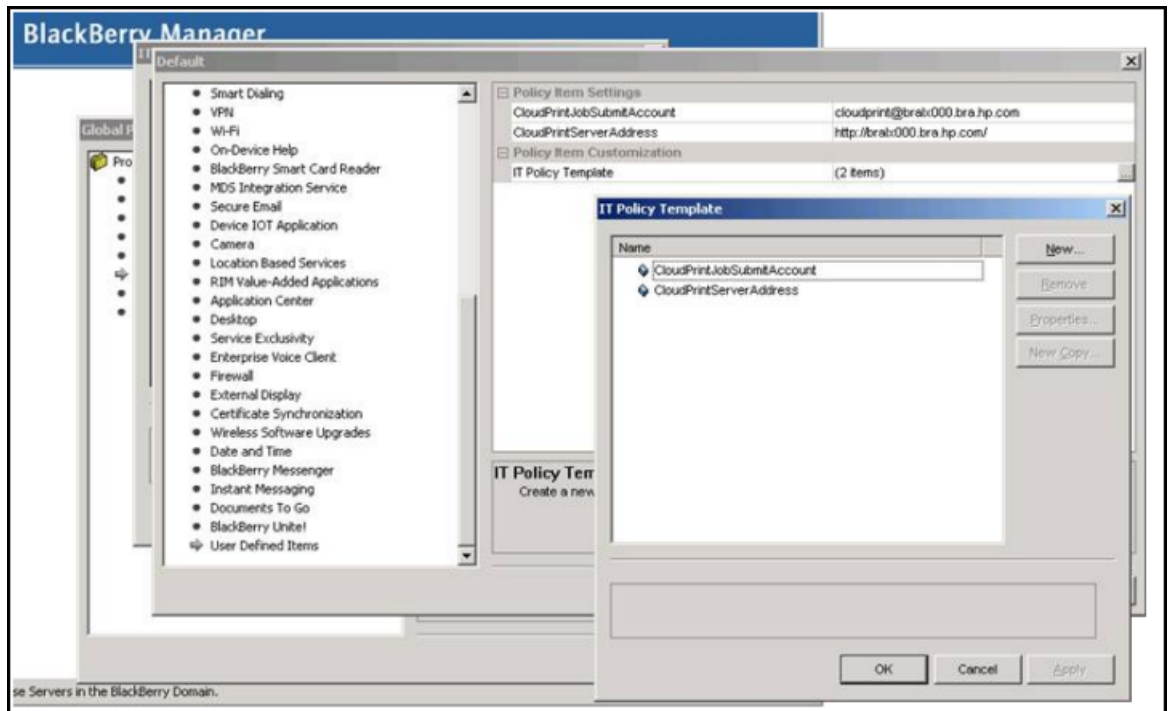 BlackBerry Manager
IT
Default
Global P
Pro
Smart Dialing
VPN
Wi-Fi
On-Device Help
BlackBerry Smart Card Reader
MDS Integration Service
Secure Email
Device IOT Application
Camera
Location Based Services
RIM Value-Added Applications
Application Center
Desktop
Service Exclusivity
Enterprise Voice Client
Firewall
External Display
Certificate Synchronization
Wireless Software Upgrades
Date and Time
BlackBerry Messenger
Instant Messaging
Documents To Go
BlackBerry Unite!
User Defined Items
Policy Item Settings
CloudPrintJobSubmitAccount cloudprint@bralx000.bra.hp.com
CloudPrintServerAddress http://bralx000.bra.hp.com/
Policy Item Customization
IT Policy Template (2 items) ...
IT Policy Tem
Create a new
IT Policy Template
Name
CloudPrintJobSubmitAccount
CloudPrintServerAddress
New...
Remove
Properties...
New Copy...
OK Cancel Apply
se Servers in the BlackBerry Domain.